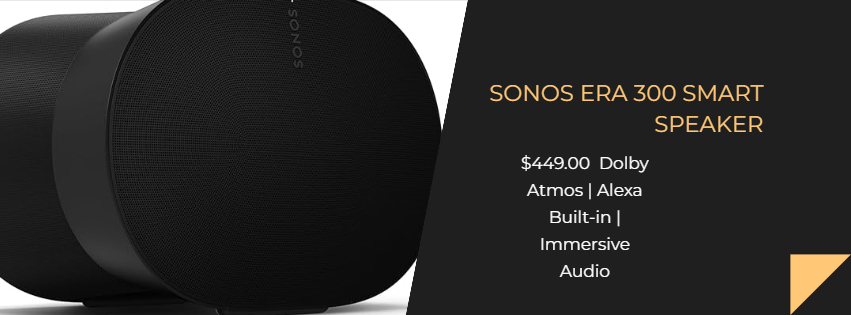 SONOS
SONOS ERA 300 SMART
SPEAKER
$449.00 Dolby
Atmos | Alexa
Built-in |
Immersive
Audio